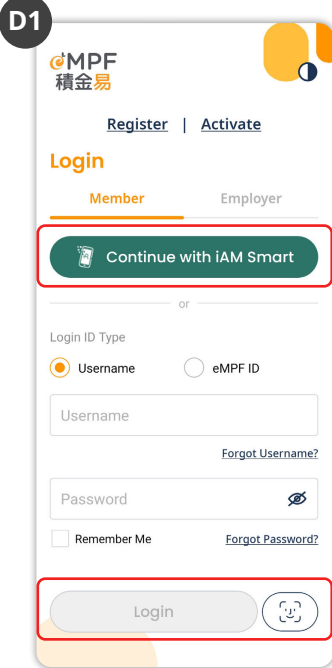 D1
eMPF
積金易
Register | Activate
Login
Member Employer
Continue with iAM Smart
or
Login ID Type
Username eMPF ID
Username
Forgot Username?
Password
Remember Me Forgot Password?
Login